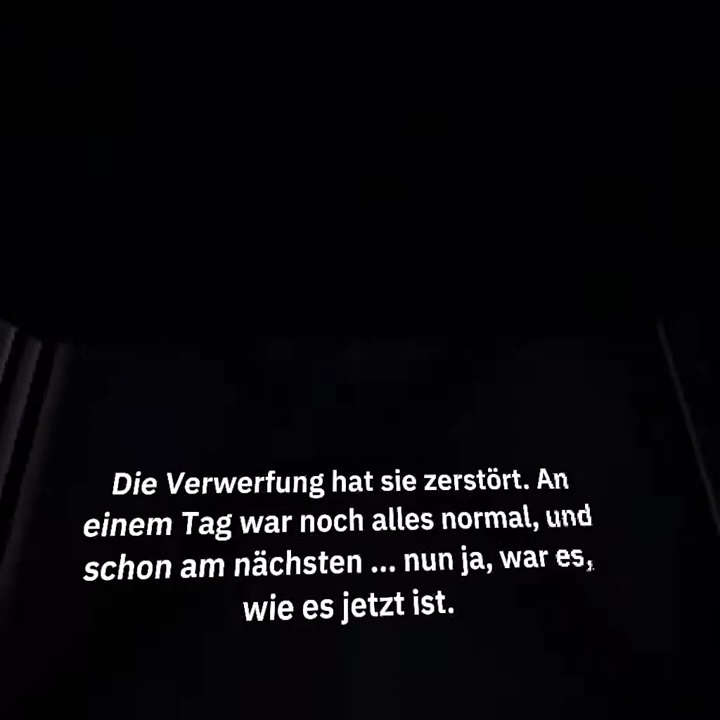 Die Verwerfung hat sie zerstört. An
einem Tag war noch alles normal, und
schon am nächsten ... nun ja, war es,
wie es jetzt ist.